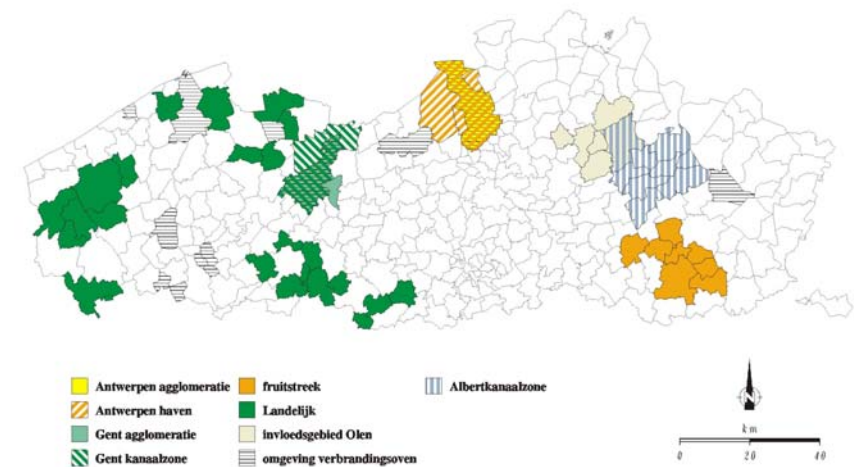 Antwerpen agglomeratie
fruitstreek
Albertkanaalzone
Antwerpen haven
Landelijk
Gent agglomeratie
invloedsgebied Olen
Gent kanaalzone
omgeving verbrandingsoven
N
km
0 20 40